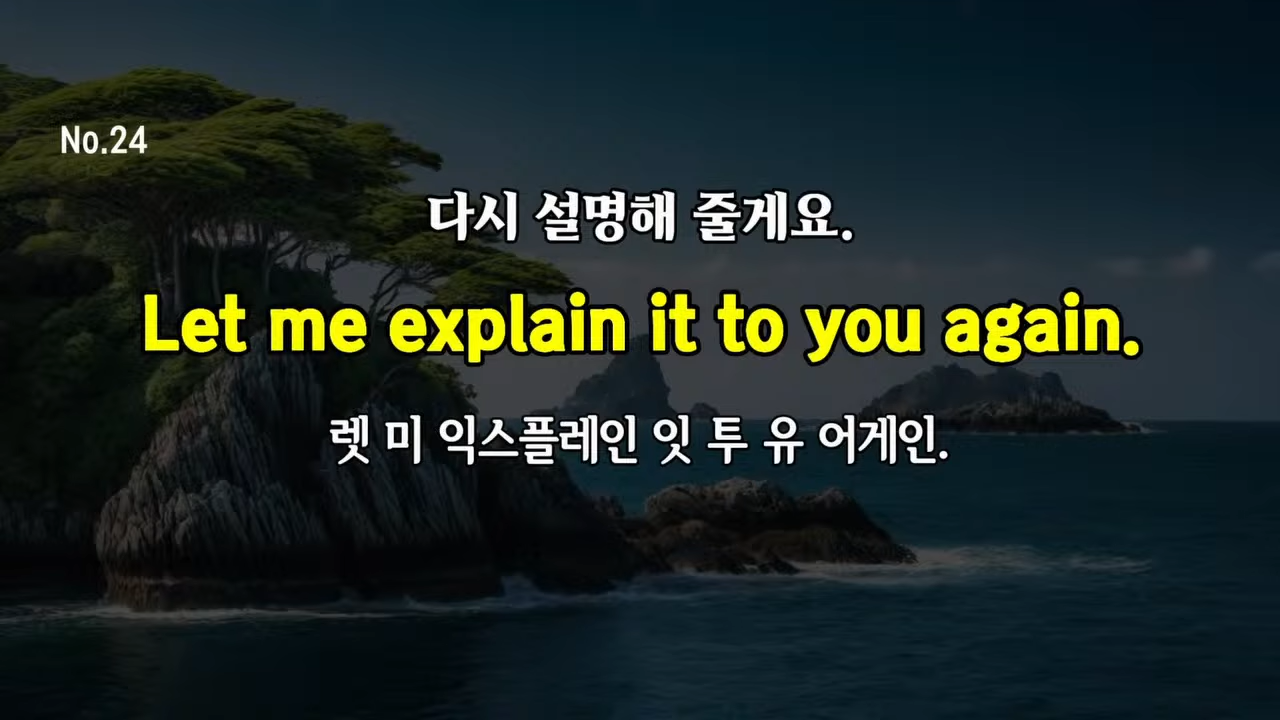 No.24
다시 설명해 줄게요.
Let me explain it to you again.
렛 미 익스플레인 잇 투 유 어게인.